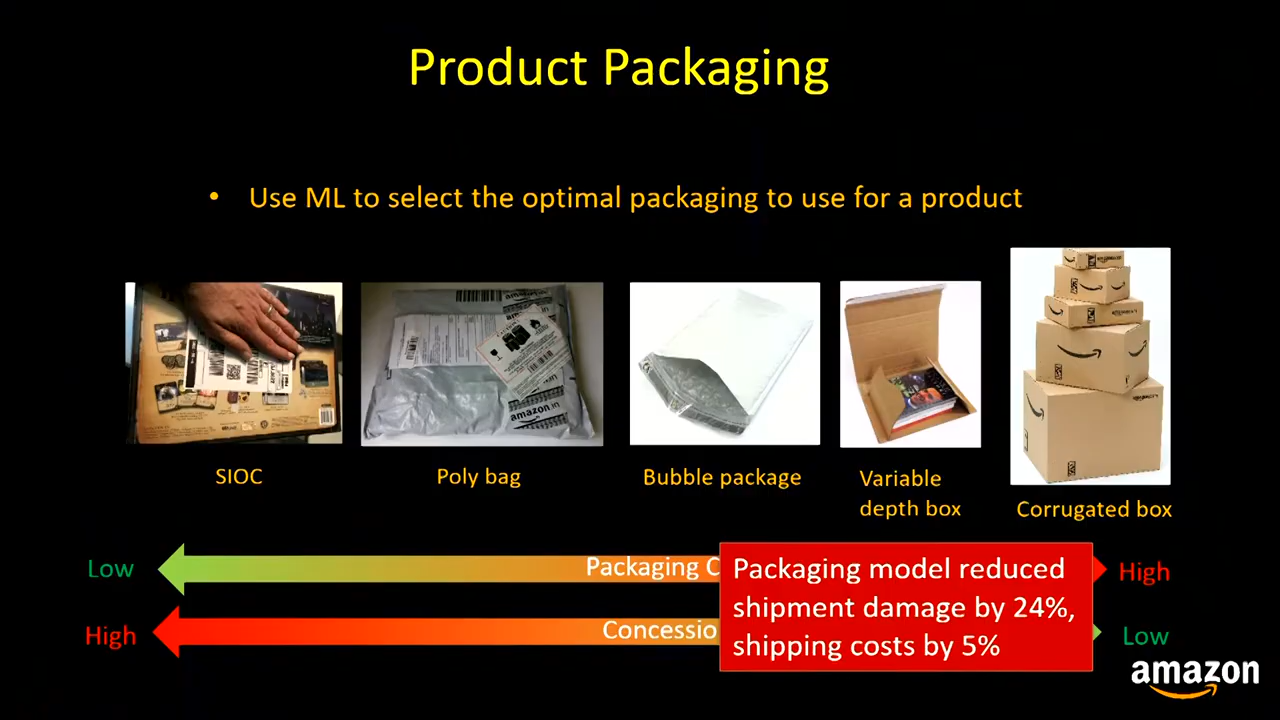 Product Packaging
• Use ML to select the optimal packaging to use for a product
amazon.in
SIOC
Poly bag
Bubble package
Variable
depth box
Corrugated box
Low
Packaging C
High
High
Concessio
Low
Packaging model reduced
shipment damage by 24%,
shipping costs by 5%
amazon